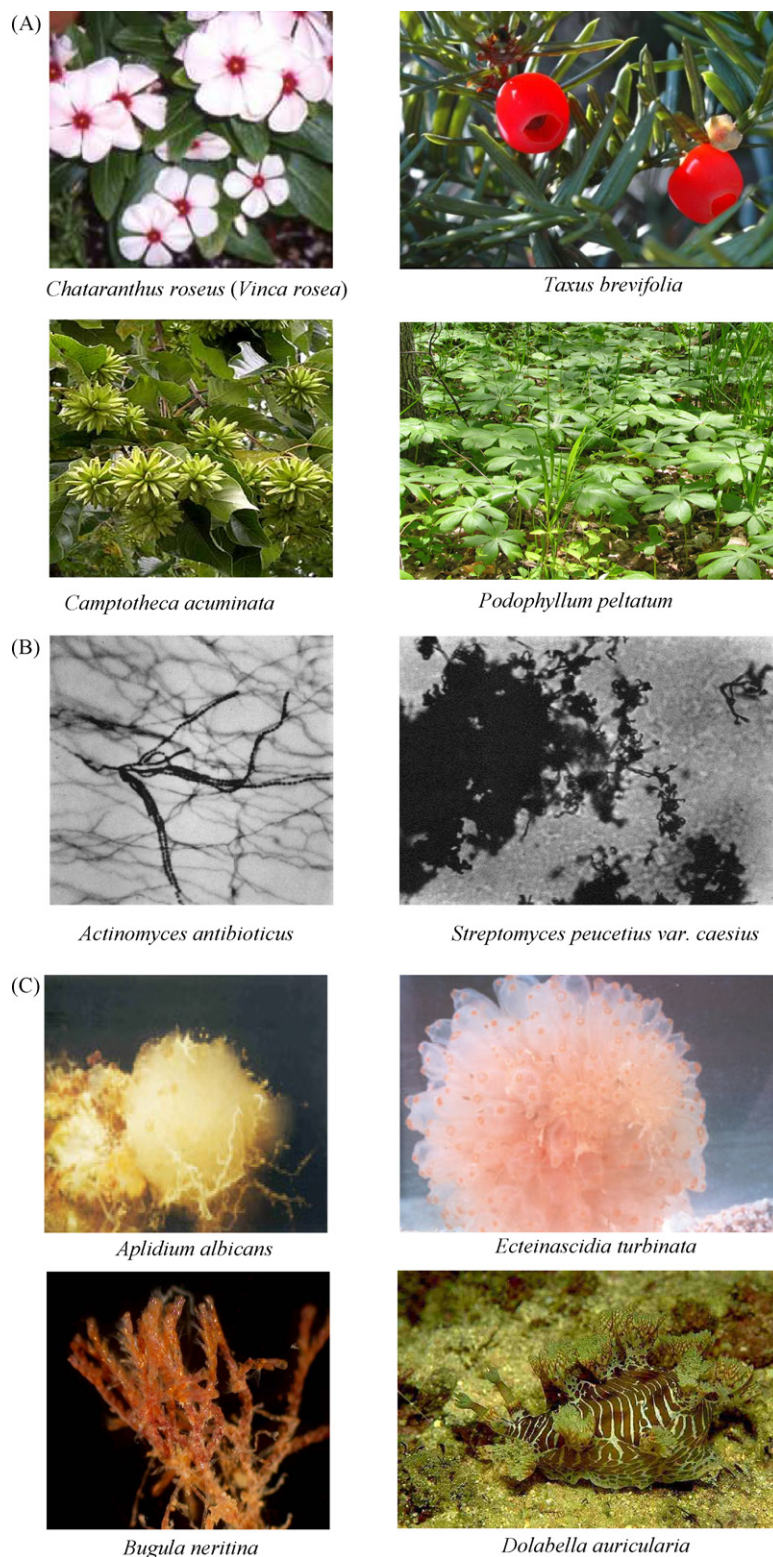 (A)
Chataranthus roseus (Vinca rosea)
Taxus brevifolia
Camptotheca acuminata
Podophyllum peltatum
(B)
Actinomyces antibioticus
Streptomyces peucetius var. caesius
(C)
Aplidium albicans
Ecteinascidia turbinata
Bugula neritina
Dolabella auricularia